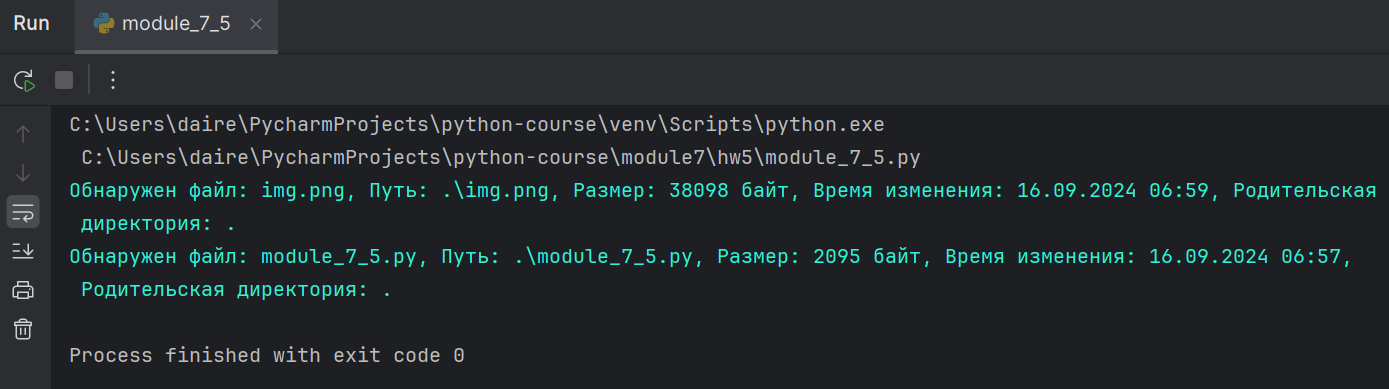 Run
module_7_5
C:\Users\daire\PycharmProjects\python-course\venv\Scripts\python.exe
C:\Users\daire\PycharmProjects\python-course\module7\hw5\module_7_5.py
Обнаружен файл: img.png, Путь: .\img.png, Размер: 38098 байт, Время изменения: 16.09.2024 06:59, Родительская
директория: .
Обнаружен файл: module_7_5.py, Путь: .\module_7_5.py, Размер: 2095 байт, Время изменения: 16.09.2024 06:57,
Родительская директория: .
Process finished with exit code 0